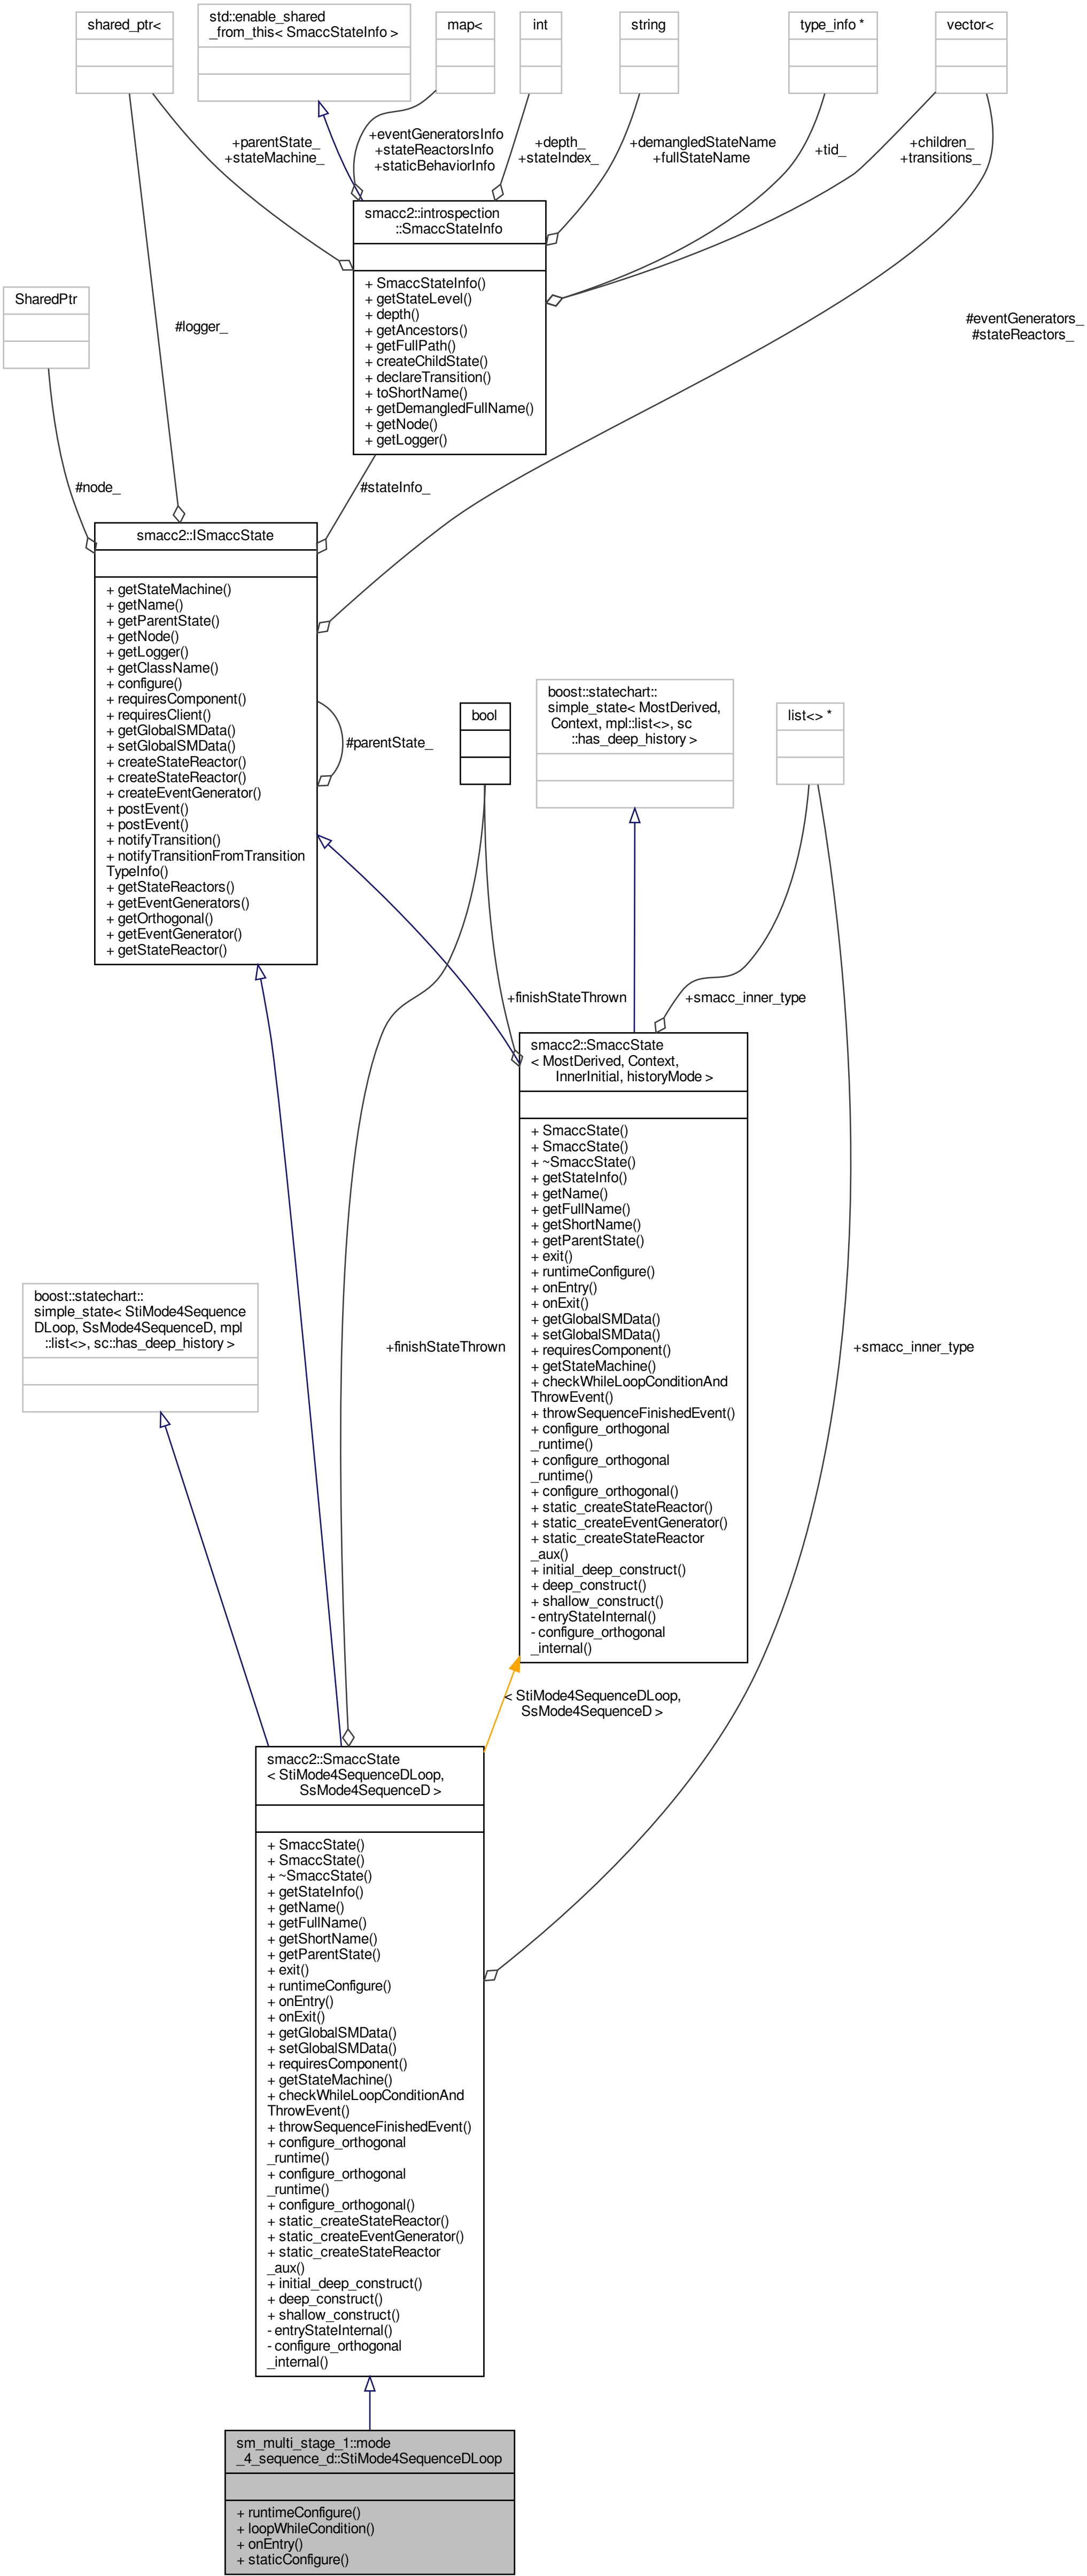 shared_ptr<
std::enable_shared
_from_this< SmaccStateInfo >
map<
int
string
type_info *
vector<
+parentState_
+stateMachine_
+eventGeneratorsInfo
+stateReactorsInfo
+staticBehaviorInfo
+depth_
+stateIndex_
+demangledStateName
+fullStateName
+tid_
+children_
+transitions_
smacc2::introspection
::SmaccStateInfo
+ SmaccStateInfo()
+ getStateLevel()
+ depth()
+ getAncestors()
+ getFullPath()
+ createChildState()
+ declareTransition()
+ toShortName()
+ getDemangledFullName()
+ getNode()
+ getLogger()
SharedPtr
#logger_
#eventGenerators_
#stateReactors_
#node_
#stateInfo_
smacc2::ISmaccState
+ getStateMachine()
+ getName()
+ getParentState()
+ getNode()
+ getLogger()
+ getClassName()
+ configure()
+ requiresComponent()
+ requiresClient()
+ getGlobalSMData()
+ setGlobalSMData()
+ createStateReactor()
+ createStateReactor()
+ createEventGenerator()
+ postEvent()
+ postEvent()
+ notifyTransition()
+ notifyTransitionFromTransition
TypeInfo()
+ getStateReactors()
+ getEventGenerators()
+ getOrthogonal()
+ getEventGenerator()
+ getStateReactor()
#parentState_
bool
boost::statechart::
simple_state< MostDerived,
Context, mpl::list<>, sc
::has_deep_history >
list<> *
+finishStateThrown
+smacc_inner_type
smacc2::SmaccState
< MostDerived, Context,
InnerInitial, historyMode >
+ SmaccState()
+ SmaccState()
+ ~SmaccState()
+ getStateInfo()
+ getName()
+ getFullName()
+ getShortName()
+ getParentState()
+ exit()
+ runtimeConfigure()
+ onEntry()
+ onExit()
+ getGlobalSMData()
+ setGlobalSMData()
+ requiresComponent()
+ getStateMachine()
+ checkWhileLoopConditionAnd
ThrowEvent()
+ throwSequenceFinishedEvent()
+ configure_orthogonal
_runtime()
+ configure_orthogonal
_runtime()
+ configure_orthogonal()
+ static_createStateReactor()
+ static_createEventGenerator()
+ static_createStateReactor
_aux()
+ initial_deep_construct()
+ deep_construct()
+ shallow_construct()
- entryStateInternal()
- configure_orthogonal
_internal()
boost::statechart::
simple_state< StiMode4Sequence
DLoop, SsMode4SequenceD, mpl
::list<>, sc::has_deep_history >
+finishStateThrown
+smacc_inner_type
< StiMode4SequenceDLoop,
SsMode4SequenceD >
smacc2::SmaccState
< StiMode4SequenceDLoop,
SsMode4SequenceD >
+ SmaccState()
+ SmaccState()
+ ~SmaccState()
+ getStateInfo()
+ getName()
+ getFullName()
+ getShortName()
+ getParentState()
+ exit()
+ runtimeConfigure()
+ onEntry()
+ onExit()
+ getGlobalSMData()
+ setGlobalSMData()
+ requiresComponent()
+ getStateMachine()
+ checkWhileLoopConditionAnd
ThrowEvent()
+ throwSequenceFinishedEvent()
+ configure_orthogonal
_runtime()
+ configure_orthogonal
_runtime()
+ configure_orthogonal()
+ static_createStateReactor()
+ static_createEventGenerator()
+ static_createStateReactor
_aux()
+ initial_deep_construct()
+ deep_construct()
+ shallow_construct()
- entryStateInternal()
- configure_orthogonal
_internal()
sm_multi_stage_1::mode
_4_sequence_d::StiMode4SequenceDLoop
+ runtimeConfigure()
+ loopWhileCondition()
+ onEntry()
+ staticConfigure()